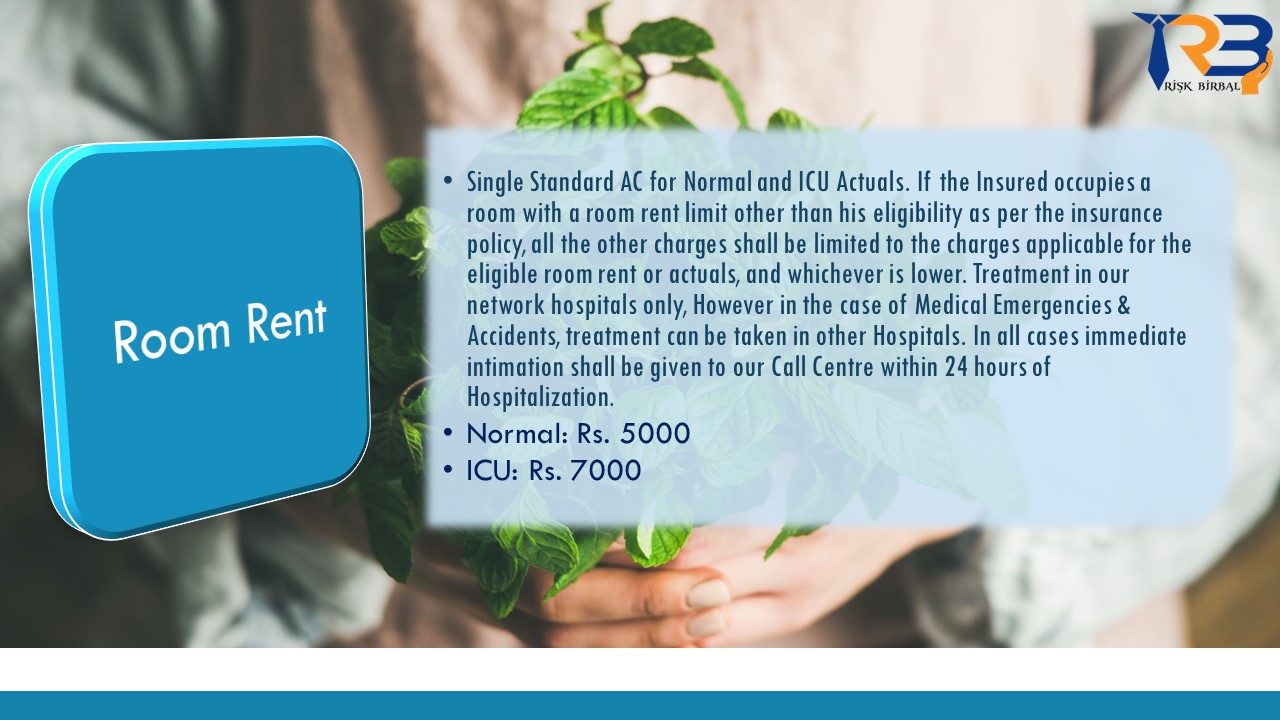 RB
RİŞK BİRBAL
Room Rent
• Single Standard AC for Normal and ICU Actuals. If the Insured occupies a
room with a room rent limit other than his eligibility as per the insurance
policy, all the other charges shall be limited to the charges applicable for the
eligible room rent or actuals, and whichever is lower. Treatment in our
network hospitals only, However in the case of Medical Emergencies &
Accidents, treatment can be taken in other Hospitals. In all cases immediate
intimation shall be given to our Call Centre within 24 hours of
Hospitalization.
• Normal: Rs. 5000
• ICU: Rs. 7000